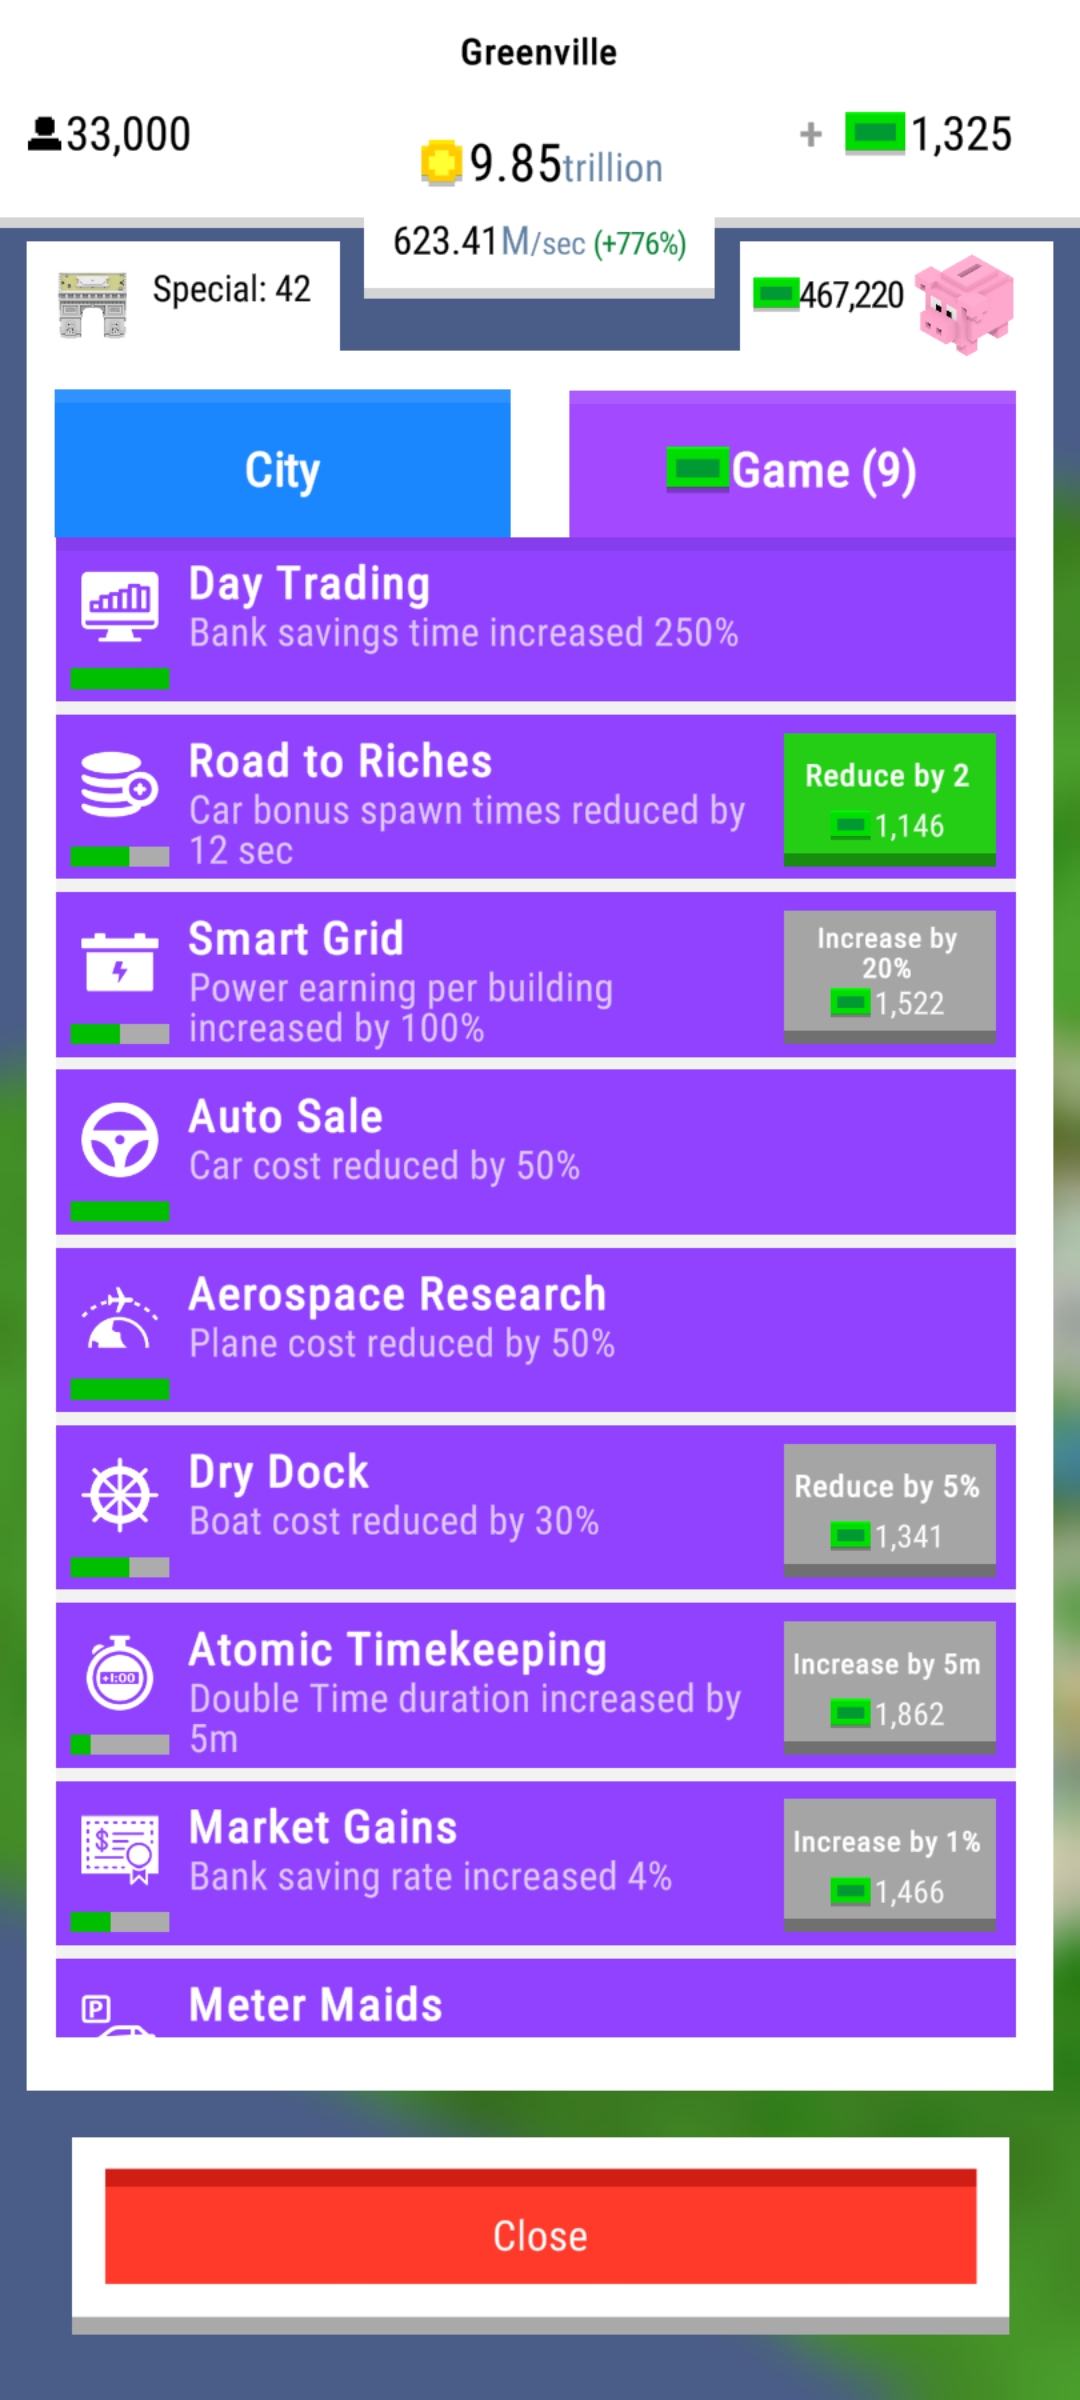 Greenville
33,000
9.85trillion
+ 1,325
623.41M/sec (+776%)
Special: 42
467,220
City
Game (9)
Day Trading
Bank savings time increased 250%
Road to Riches
Car bonus spawn times reduced by
12 sec
Reduce by 2
1,146
Smart Grid
Power earning per building
increased by 100%
Increase by
20%
1,522
Auto Sale
Car cost reduced by 50%
Aerospace Research
Plane cost reduced by 50%
Dry Dock
Boat cost reduced by 30%
Reduce by 5%
1,341
+1:00
Atomic Timekeeping
Double Time duration increased by
5m
Increase by 5m
1,862
$
Market Gains
Bank saving rate increased 4%
Increase by 1%
1,466
P
Meter Maids
Close